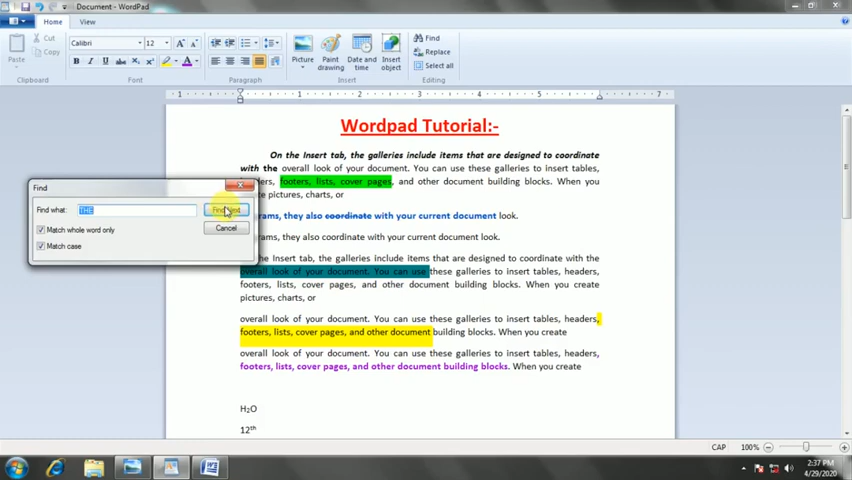 Document - WordPad
Home View
Cut
Copy
Paste
Clipboard
Calibri 12
Font
Paragraph
Picture
Paint drawing
Date and time
Insert object
Insert
Find
Replace
Select all
Editing
1 2 3 4 5 7
Wordpad Tutorial:-
On the Insert tab, the galleries include items that are designed to coordinate
with the overall look of your document. You can use these galleries to insert tables,
footers, lists, cover pages, and other document building blocks. When you
pictures, charts, or
they also coordinate with your current document look.
they also coordinate with your current document look.
the Insert tab, the galleries include items that are designed to coordinate with the
overall look of your document. You can use these galleries to insert tables, headers,
footers, lists, cover pages, and other document building blocks. When you create
pictures, charts, or
overall look of your document. You can use these galleries to insert tables, headers,
footers, lists, cover pages, and other document building blocks. When you create
overall look of your document. You can use these galleries to insert tables, headers,
footers, lists, cover pages, and other document building blocks. When you create
H₂O
12th
Find
Find what: THE
Match whole word only
Match case
Cancel
CAP 100%
2:37 PM
4/29/2020